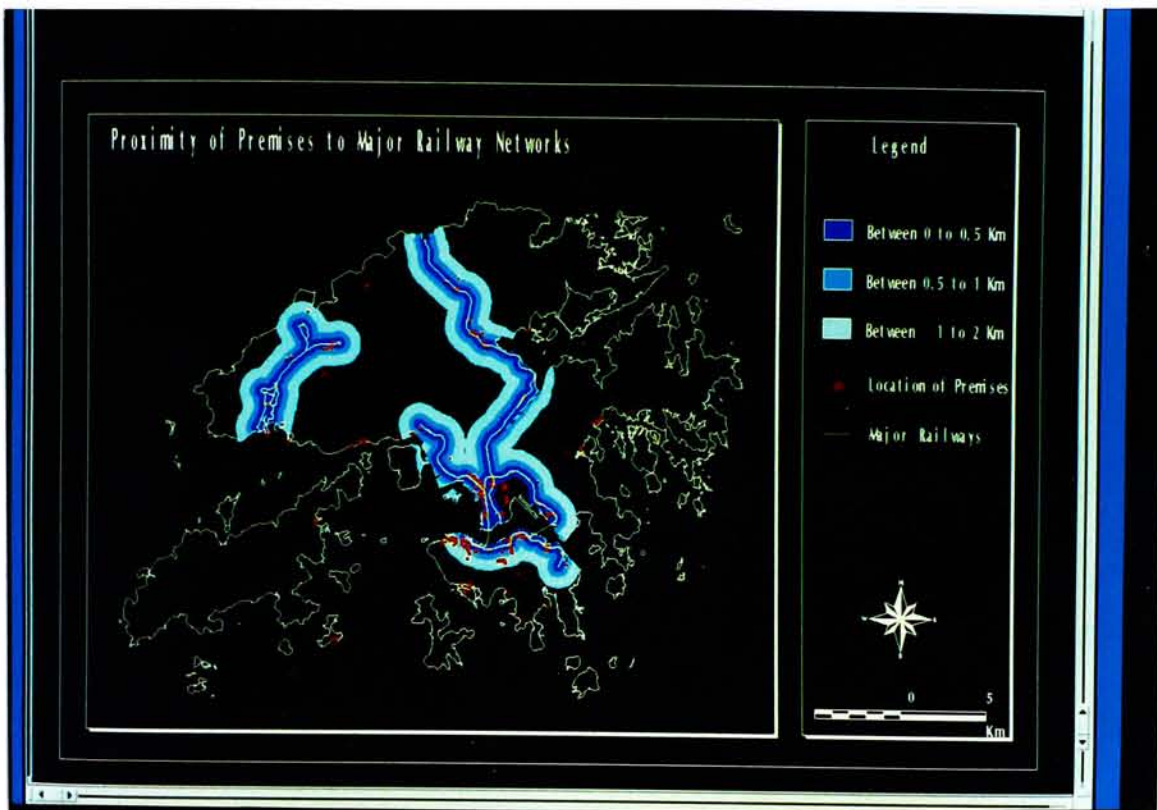 Proximity of Premises to Major Railway Networks
Legend
Between 0 to 0.5 Km
Between 0.5 to 1 Km
Between 1 to 2 Km
Location of Premises
Major Railways
0 5
Km